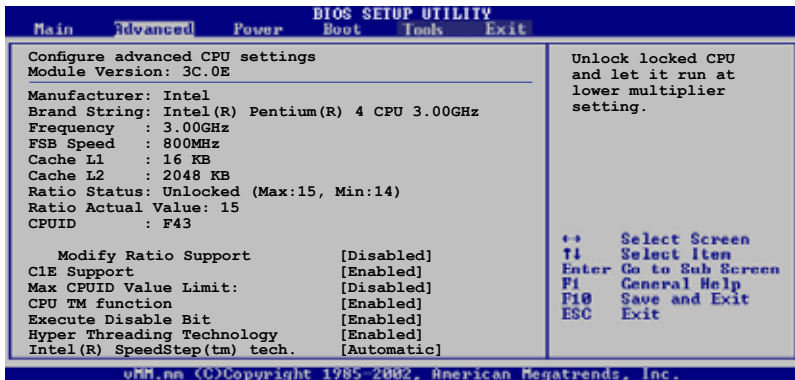 BIOS SETUP UTILITY
Main Advanced Power Boot Tools Exit
Configure advanced CPU settings
Module Version: 3C.0E
Manufacturer: Intel
Brand String: Intel(R) Pentium(R) 4 CPU 3.00GHz
Frequency : 3.00GHz
FSB Speed : 800MHz
Cache L1 : 16 KB
Cache L2 : 2048 KB
Ratio Status: Unlocked (Max:15, Min:14)
Ratio Actual Value: 15
CPUID : F43
Modify Ratio Support [Disabled]
C1E Support [Enabled]
Max CPUID Value Limit: [Disabled]
CPU TM function [Enabled]
Execute Disable Bit [Enabled]
Hyper Threading Technology [Enabled]
Intel(R) SpeedStep(tm) tech. [Automatic]
Unlock locked CPU
and let it run at
lower multiplier
setting.
↔ Select Screen
↑↓ Select Item
Enter Go to Sub Screen
F1 General Help
F10 Save and Exit
ESC Exit
vMM.mm (C)Copyright 1985-2002, American Megatrends, Inc.